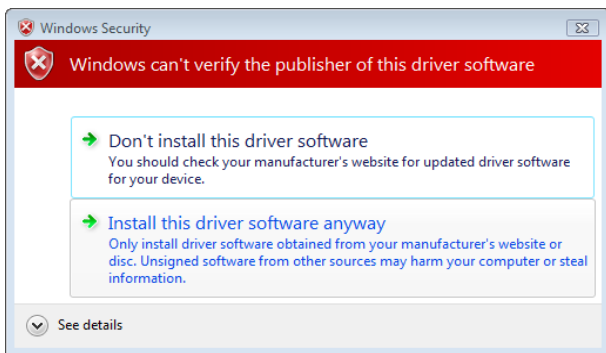 Windows Security
Windows can't verify the publisher of this driver software
Don't install this driver software
You should check your manufacturer's website for updated driver software
for your device.
Install this driver software anyway
Only install driver software obtained from your manufacturer's website or
disc. Unsigned software from other sources may harm your computer or steal
information.
See details